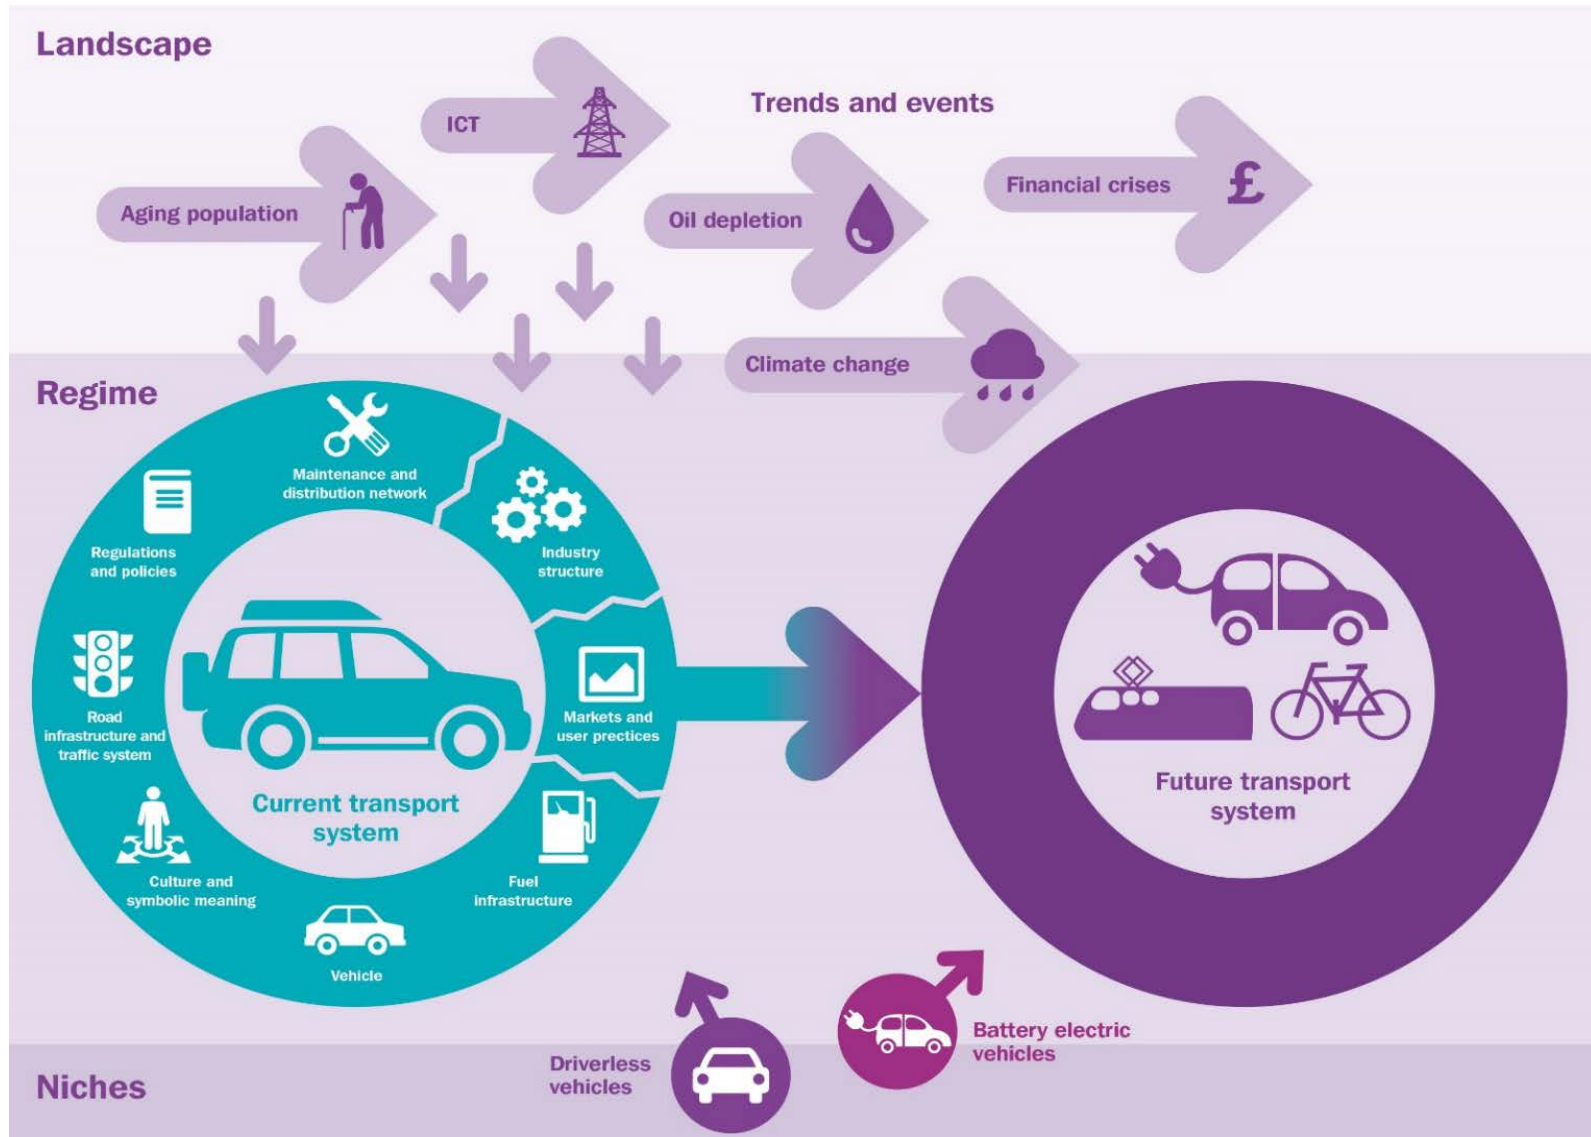 Landscape
Trends and events
ICT
Financial crises
Aging population
Oil depletion
Climate change
Regime
Maintenance and
distribution network
Industry
structure
Regulations
and policies
Road
infrastructure and
traffic system
Markets and
user prectices
Current transport
system
Future transport
system
Culture and
symbolic meaning
Fuel
infrastructure
Vehicle
Battery electric
vehicles
Driverless
vehicles
Niches
£